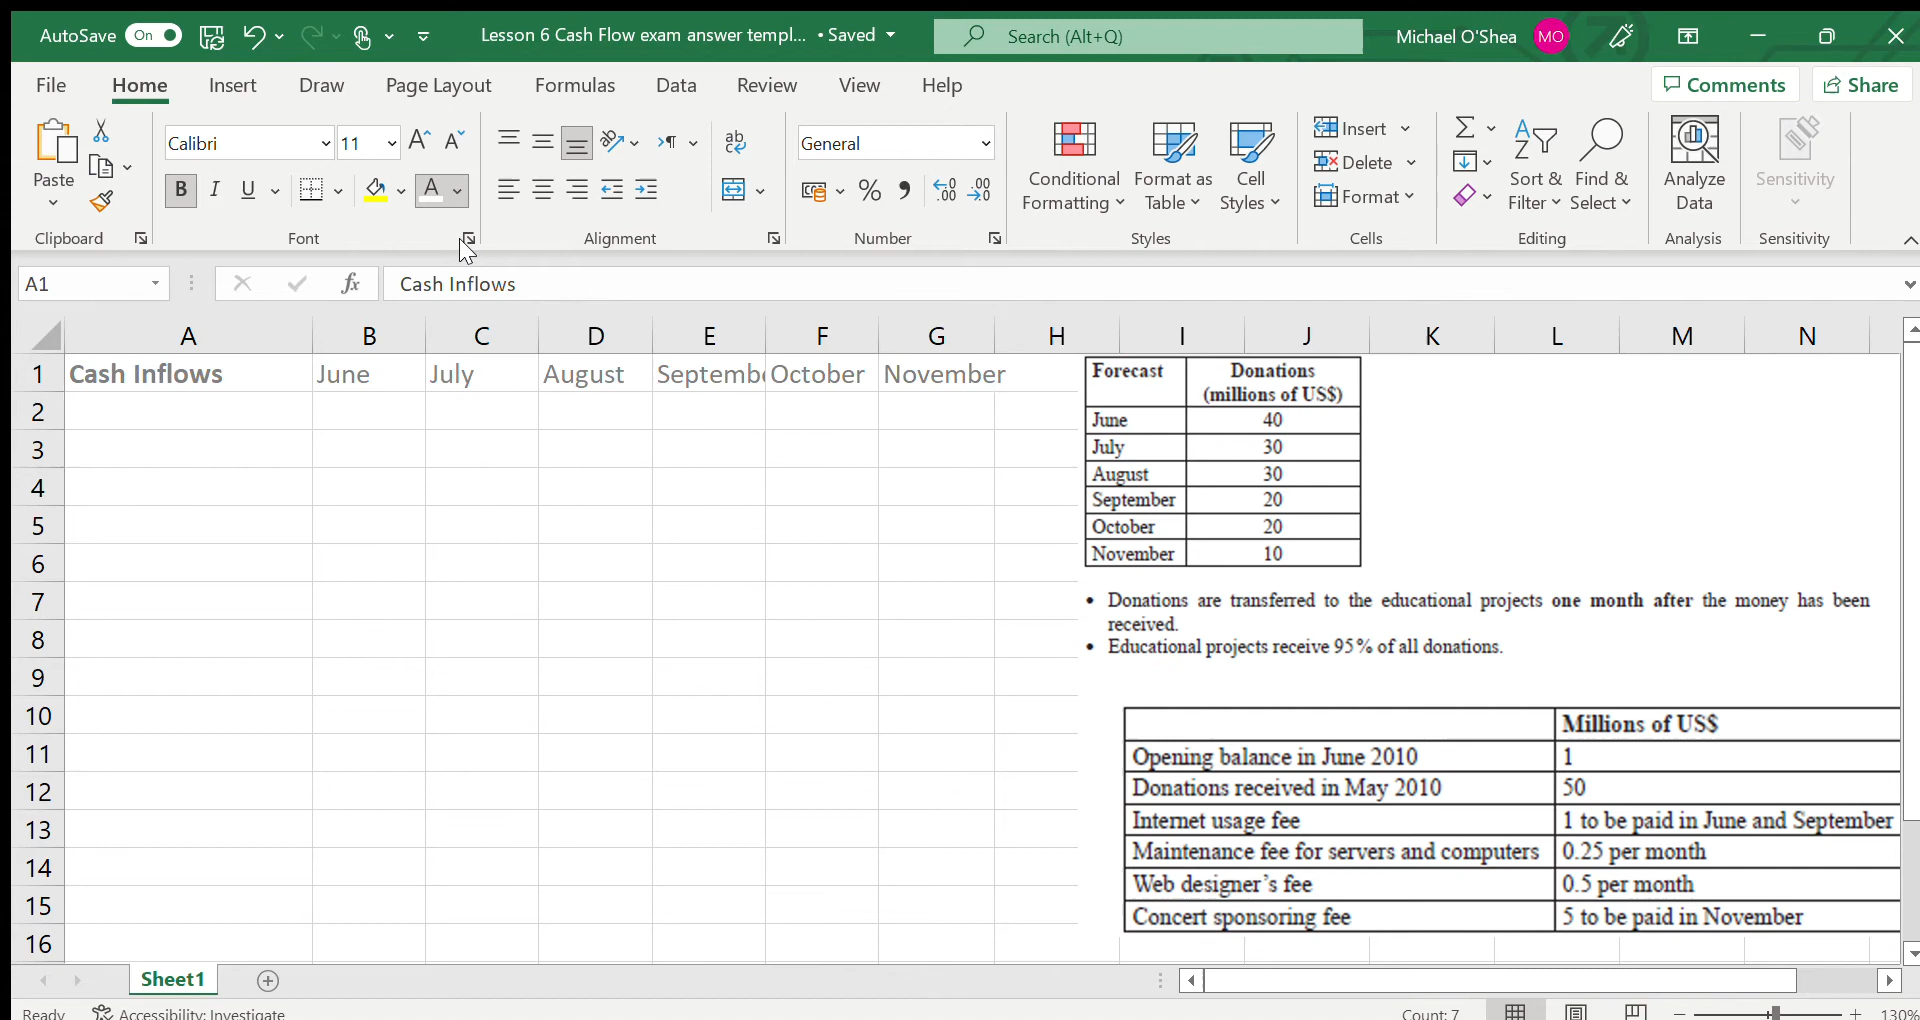 AutoSave On Lesson 6 Cash Flow exam answer templ... • Saved Search (Alt+Q) Michael O'Shea MO
File Home Insert Draw Page Layout Formulas Data Review View Help Comments Share
Calibri 11 General
Paste Conditional Formatting Format as Table Cell Styles Insert Delete Format Sort & Filter Find & Select Analyze Data Sensitivity
Clipboard Font Alignment Number Styles Cells Editing Analysis Sensitivity
A1 fx Cash Inflows
A B C D E F G H I J K L M N
1 Cash Inflows June July August Septembe October November
2
3
4
5
6
7
8
9
10
11
12
13
14
15
16
Forecast Donations
(millions of US$)
June 40
July 30
August 30
September 20
October 20
November 10
• Donations are transferred to the educational projects one month after the money has been
received.
• Educational projects receive 95% of all donations.
Millions of US$
Opening balance in June 2010 1
Donations received in May 2010 50
Internet usage fee 1 to be paid in June and September
Maintenance fee for servers and computers 0.25 per month
Web designer's fee 0.5 per month
Concert sponsoring fee 5 to be paid in November
Sheet1
Ready Accessibility: Investigate Count: 7 130%